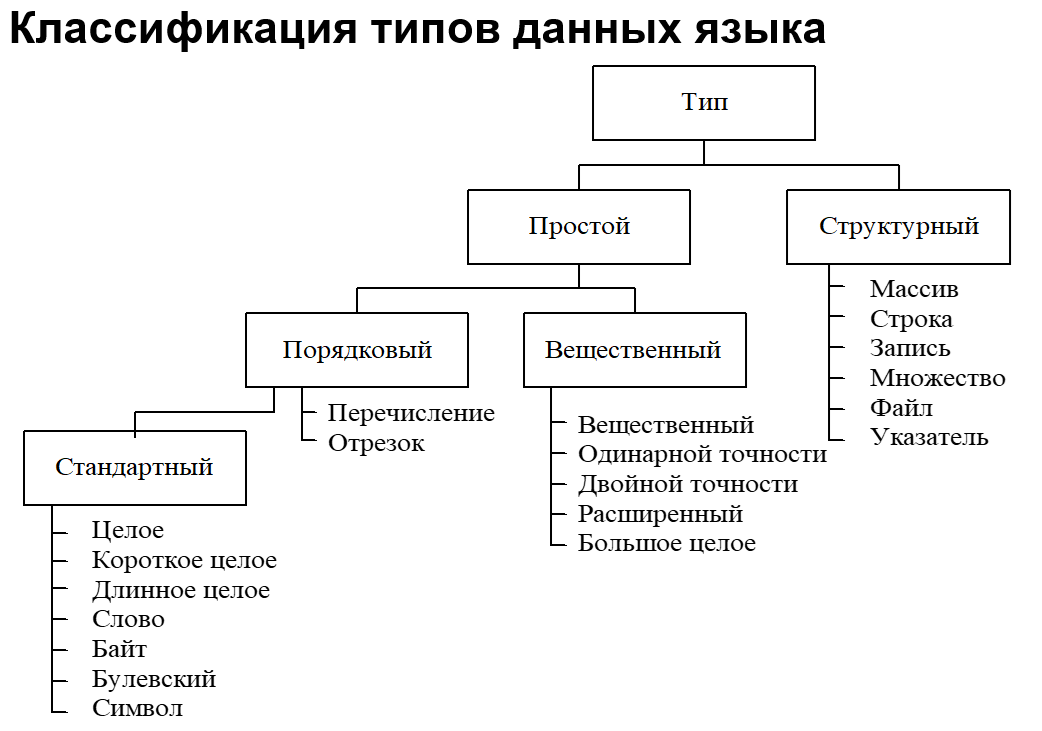 Классификация типов данных языка
Тип
Простой
Структурный
Массив
Строка
Запись
Множество
Файл
Указатель
Порядковый
Вещественный
Перечисление
Отрезок
Вещественный
Одинарной точности
Двойной точности
Расширенный
Большое целое
Стандартный
Целое
Короткое целое
Длинное целое
Слово
Байт
Булевский
Символ